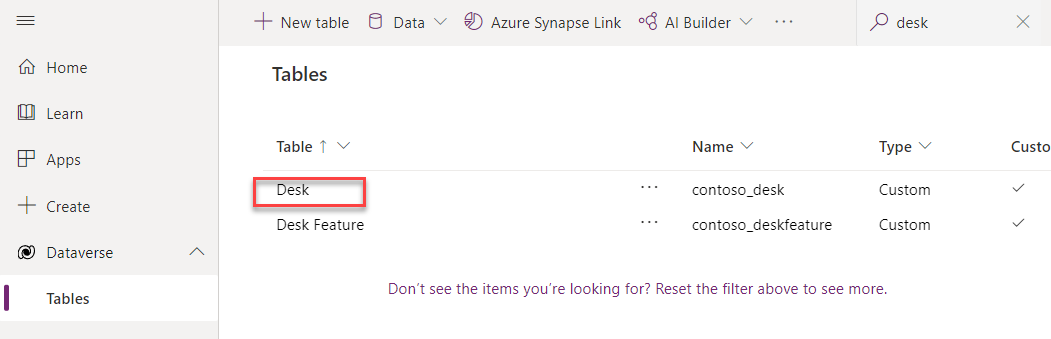 New table Data Azure Synapse Link AI Builder ... desk
Home
Learn
Apps
Create
Dataverse
Tables
Tables
Table Name Type Custo
Desk ... contoso_desk Custom
Desk Feature ... contoso_deskfeature Custom
Don't see the items you're looking for? Reset the filter above to see more.